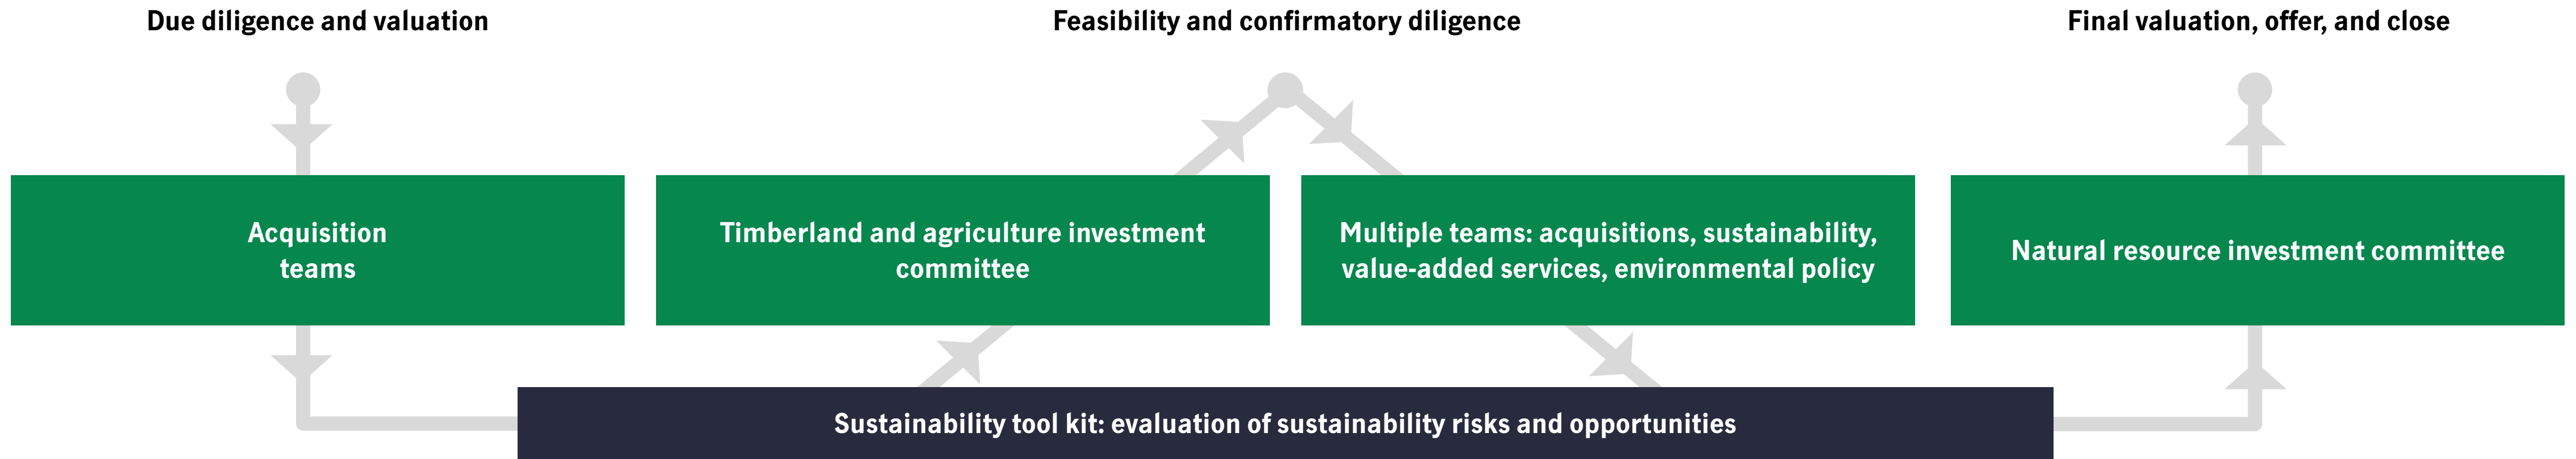 Due diligence and valuation
Feasibility and confirmatory diligence
Final valuation, offer, and close
Acquisition
teams
Timberland and agriculture investment
committee
Multiple teams: acquisitions, sustainability,
value-added services, environmental policy
Natural resource investment committee
Sustainability tool kit: evaluation of sustainability risks and opportunities